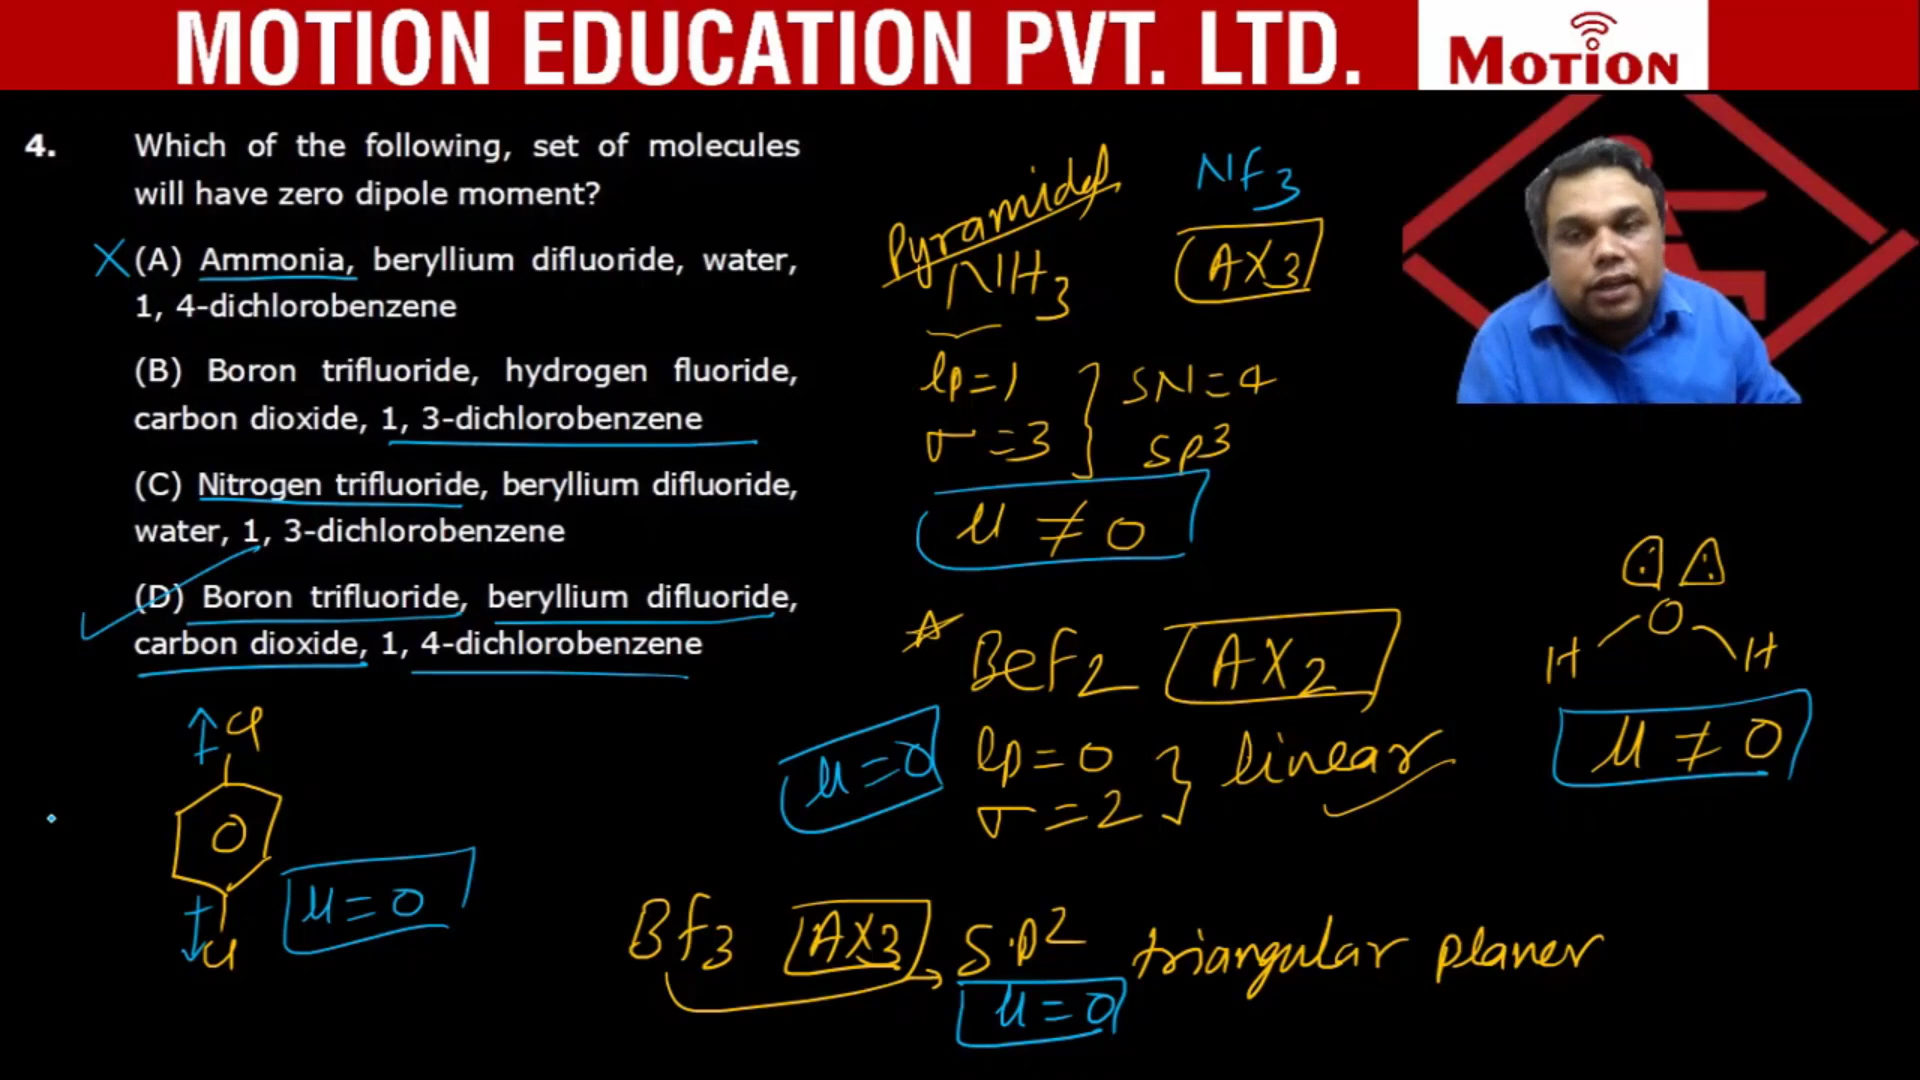 MOTION EDUCATION PVT. LTD.
MOTION
4. Which of the following, set of molecules
will have zero dipole moment?
X (A) Ammonia, beryllium difluoride, water,
1, 4-dichlorobenzene
(B) Boron trifluoride, hydrogen fluoride,
carbon dioxide, 1, 3-dichlorobenzene
(C) Nitrogen trifluoride, beryllium difluoride,
water, 1, 3-dichlorobenzene
(D) Boron trifluoride, beryllium difluoride,
carbon dioxide, 1, 4-dichlorobenzene
Cl
Cl
μ = 0
Pyramidal
NH3
NF3
AX3
lp = 1
σ = 3
SN = 4
sp3
μ ≠ 0
BeF2 AX2
μ = 0
lp = 0
σ = 2
linear
O
H H
μ ≠ 0
BF3 AX3 sp2 triangular planer
μ = 0